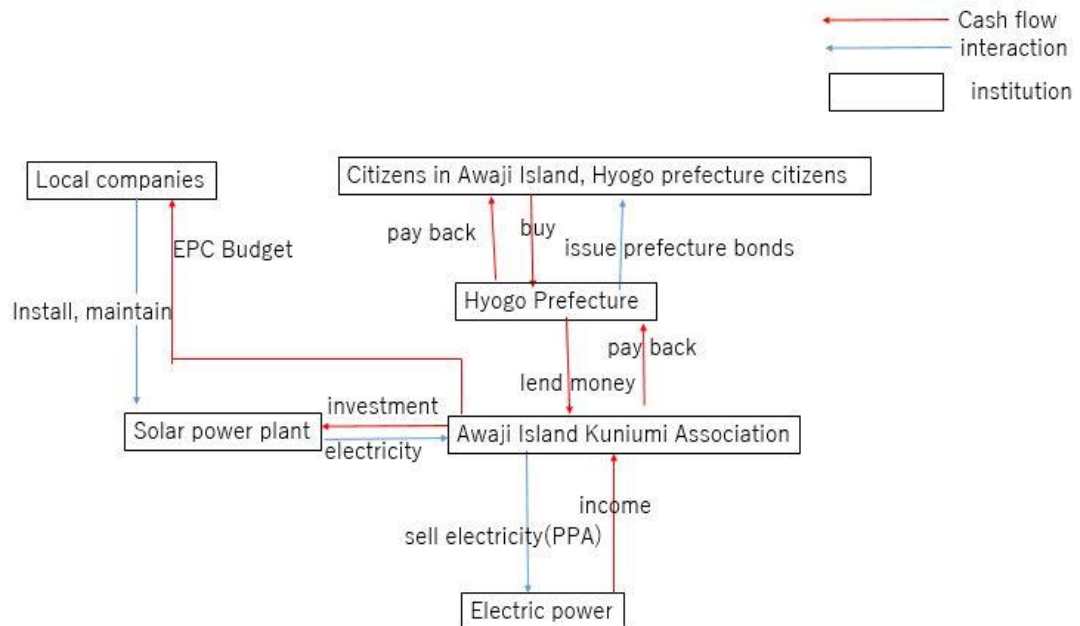 Cash flow
interaction
institution
Local companies
Citizens in Awaji Island, Hyogo prefecture citizens
pay back
buy
issue prefecture bonds
EPC Budget
Hyogo Prefecture
Install, maintain
pay back
lend money
investment
Solar power plant
Awaji Island Kuniumi Association
electricity
income
sell electricity(PPA)
Electric power